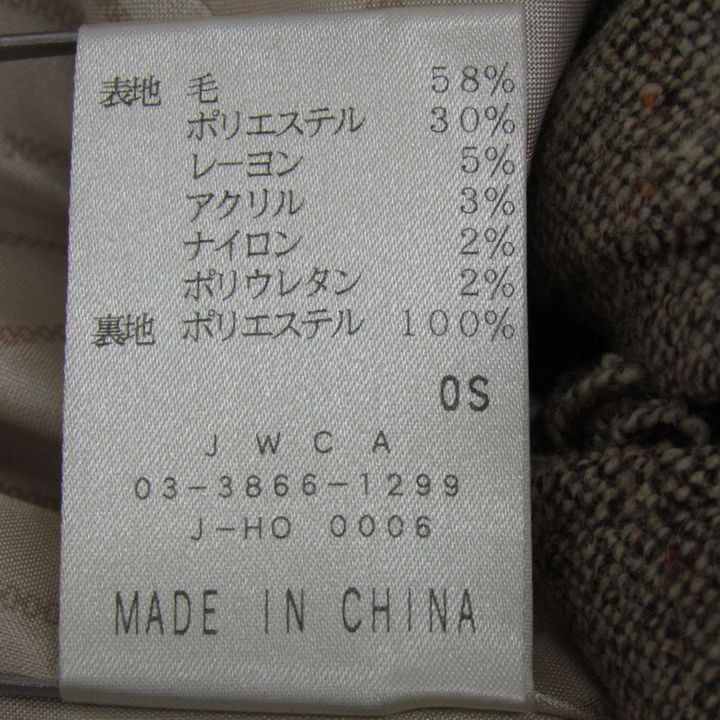 表地 毛 58%
ポリエステル 30%
レーヨン 5%
アクリル 3%
ナイロン 2%
ポリウレタン 2%
裏地 ポリエステル 100%
OS
JWCA
03-3866-1299
J-HO 0006
MADE IN CHINA